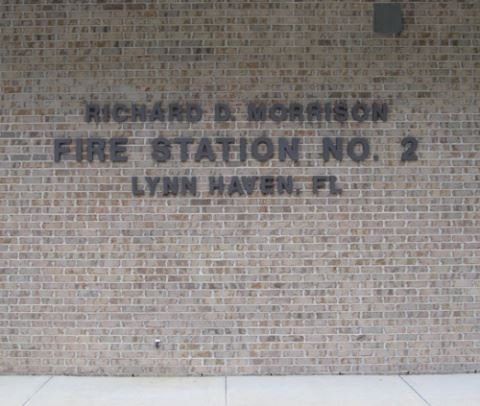 RICHARD D. MORRISON
FIRE STATION NO. 2
LYNN HAVEN, FL